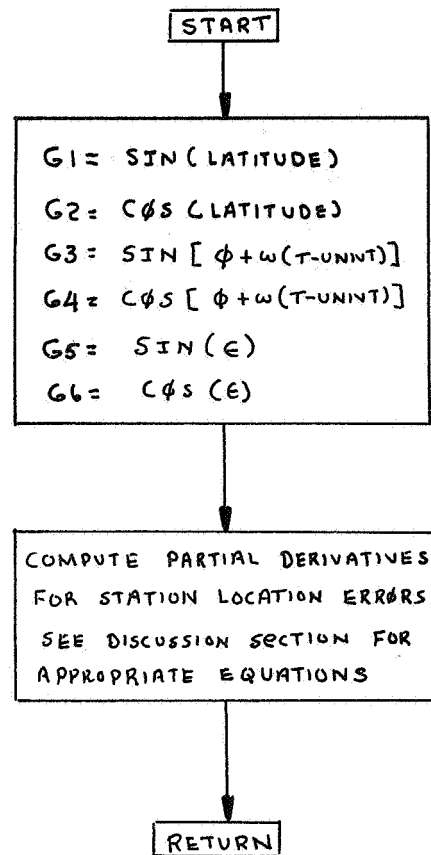 START
G1 = SIN (LATITUDE)
G2 = CØS (LATITUDE)
G3 = SIN [ φ + ω (T-UNINT) ]
G4 = CØS [ φ + ω (T-UNINT) ]
G5 = SIN (ϵ)
G6 = CØS (ϵ)
COMPUTE PARTIAL DERIVATIVES
FOR STATION LOCATION ERRØRS
SEE DISCUSSION SECTION FOR
APPROPRIATE EQUATIONS
RETURN